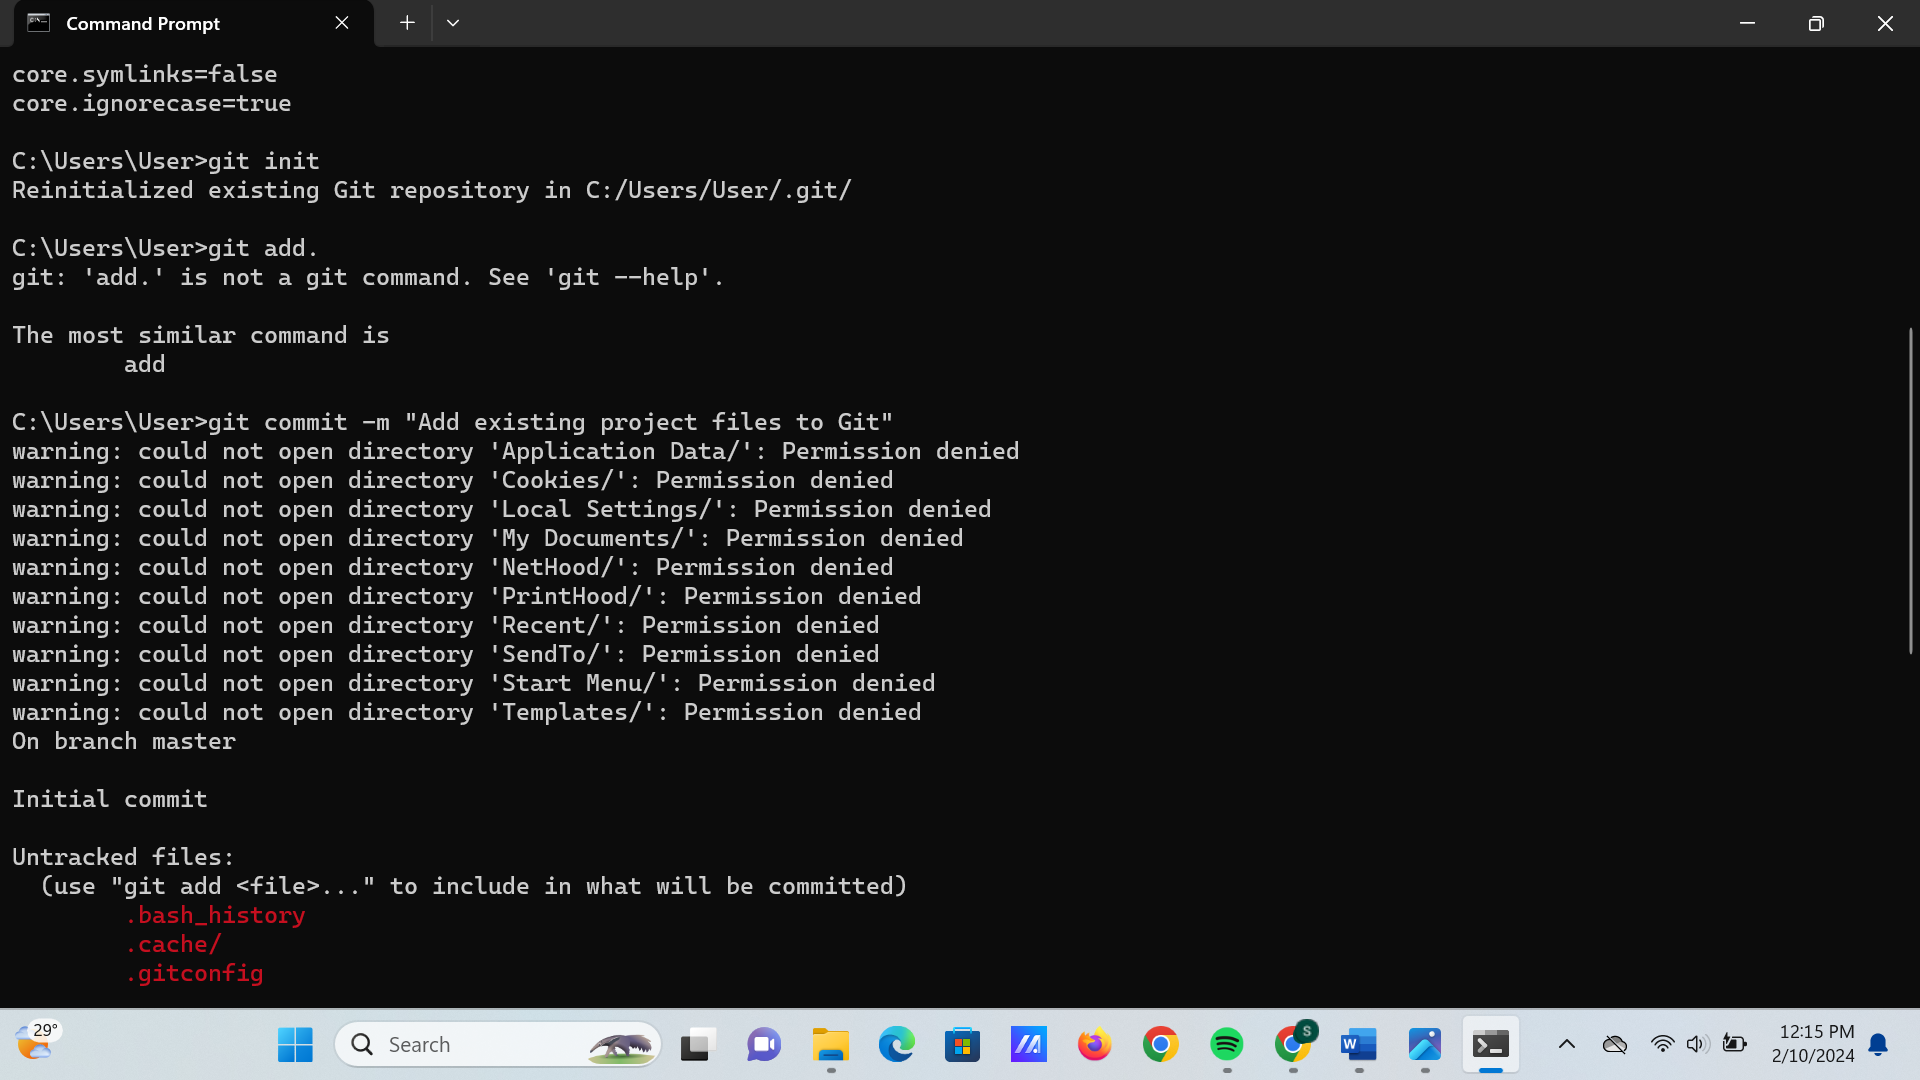 Command Prompt
core.symlinks=false
core.ignorecase=true
C:\Users\User>git init
Reinitialized existing Git repository in C:/Users/User/.git/
C:\Users\User>git add.
git: 'add.' is not a git command. See 'git --help'.
The most similar command is
add
C:\Users\User>git commit -m "Add existing project files to Git"
warning: could not open directory 'Application Data/': Permission denied
warning: could not open directory 'Cookies/': Permission denied
warning: could not open directory 'Local Settings/': Permission denied
warning: could not open directory 'My Documents/': Permission denied
warning: could not open directory 'NetHood/': Permission denied
warning: could not open directory 'PrintHood/': Permission denied
warning: could not open directory 'Recent/': Permission denied
warning: could not open directory 'SendTo/': Permission denied
warning: could not open directory 'Start Menu/': Permission denied
warning: could not open directory 'Templates/': Permission denied
On branch master
Initial commit
Untracked files:
(use "git add <file>..." to include in what will be committed)
.bash_history
.cache/
.gitconfig
29°
Search
S
W
12:15 PM
2/10/2024